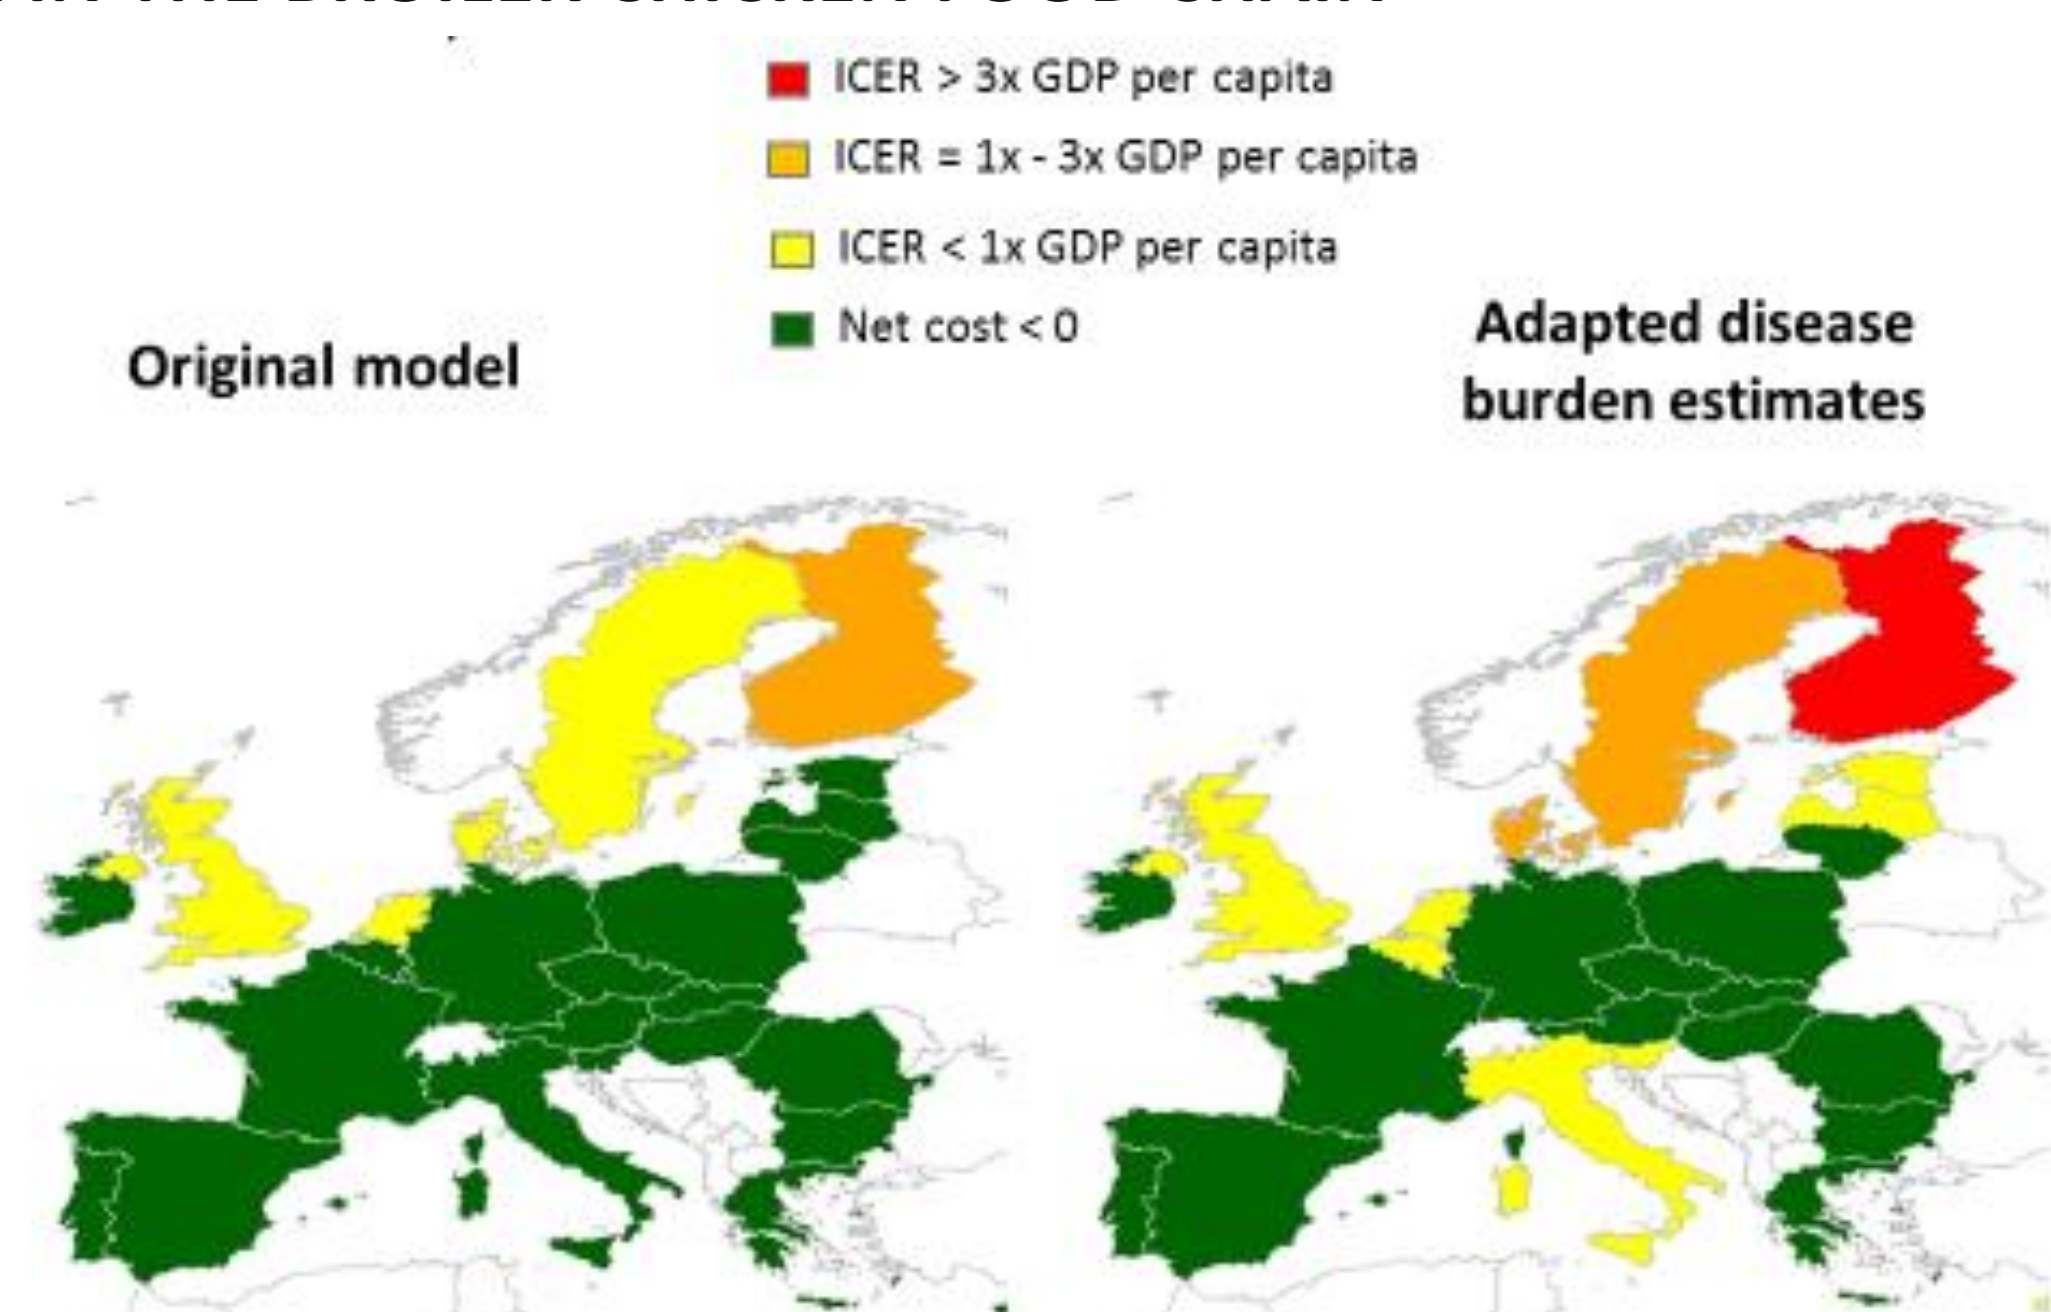 ICER > 3x GDP per capita
ICER = 1x - 3x GDP per capita
ICER < 1x GDP per capita
Net cost < 0
Original model
Adapted disease
burden estimates